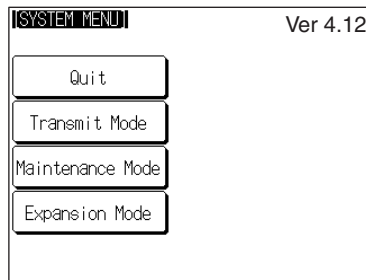 [SYSTEM MENU]
Ver 4.12
Quit
Transmit Mode
Maintenance Mode
Expansion Mode